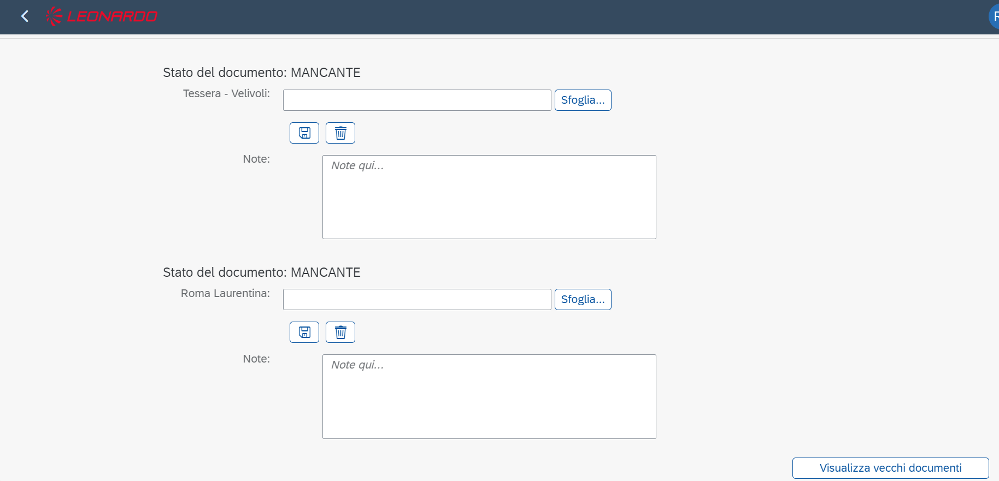 LEONARDO
R
Stato del documento: MANCANTE
Tessera - Velivoli:
Sfoglia...
Note:
Note qui...
Stato del documento: MANCANTE
Roma Laurentina:
Sfoglia...
Note:
Note qui...
Visualizza vecchi documenti